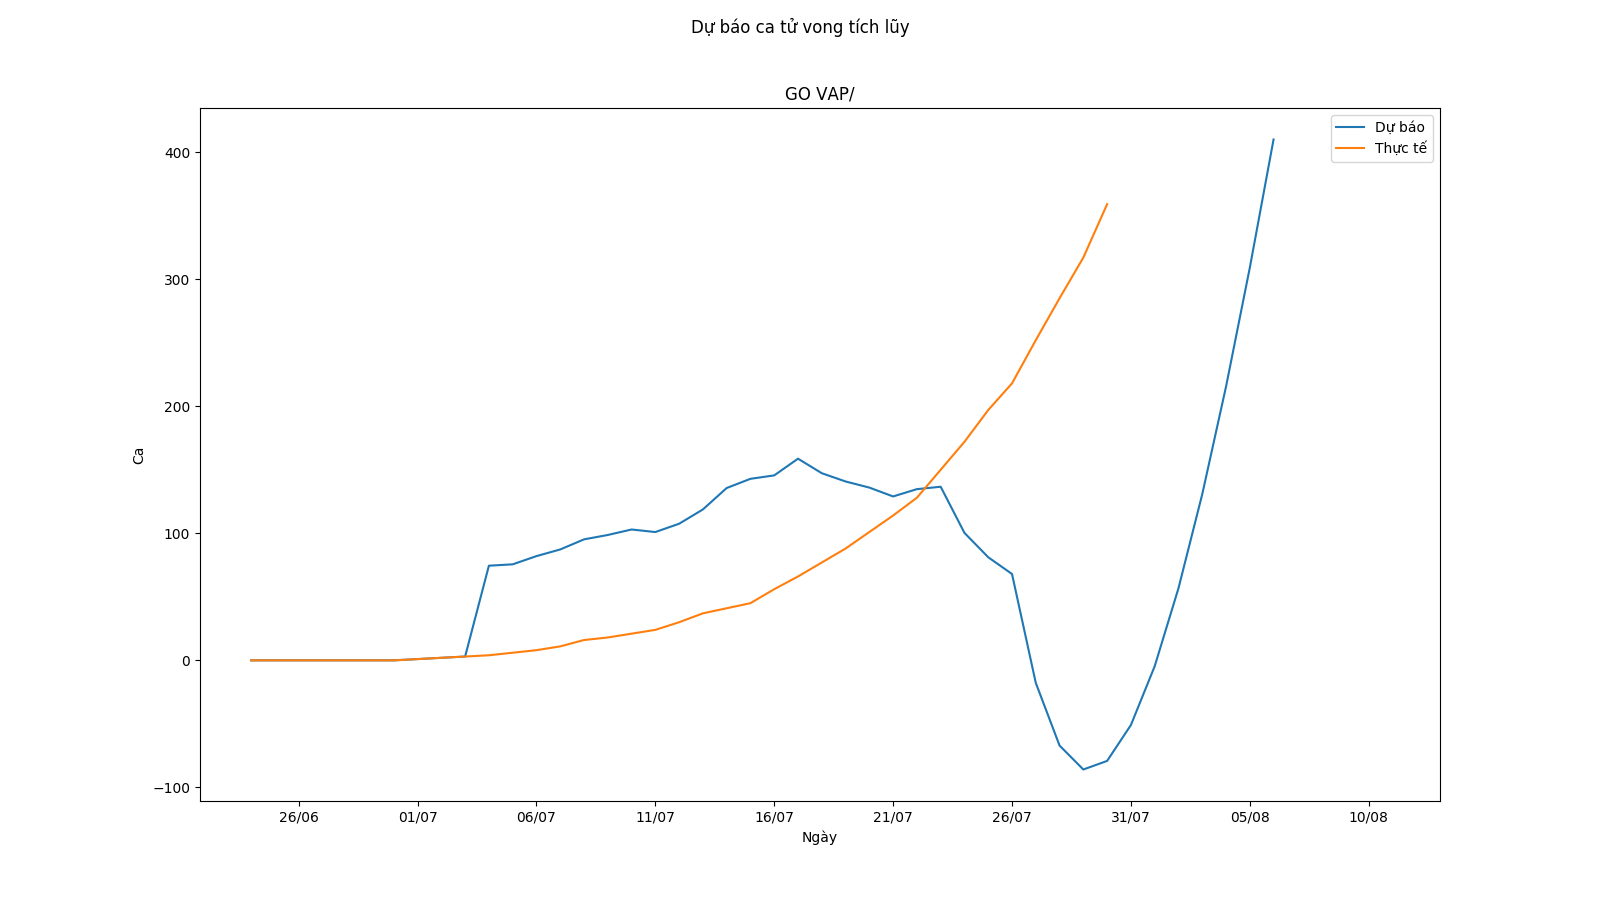 Dự báo ca tử vong tích lũy
GO VAP/
Dự báo
Thực tế
400
300
200
100
0
−100
Ca
26/06 01/07 06/07 11/07 16/07 21/07 26/07 31/07 05/08 10/08
Ngày